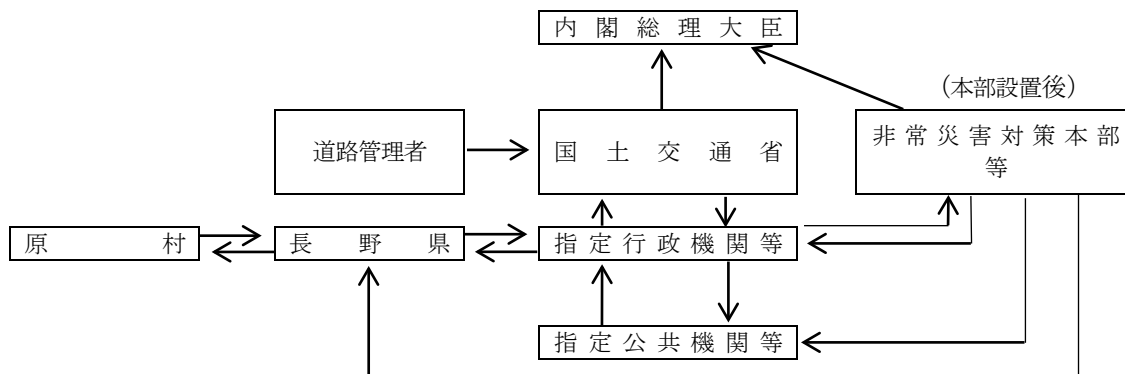 内閣総理大臣
(本部設置後)
道路管理者
国土交通省
非常災害対策本部
等
原村
長野県
指定行政機関等
指定公共機関等